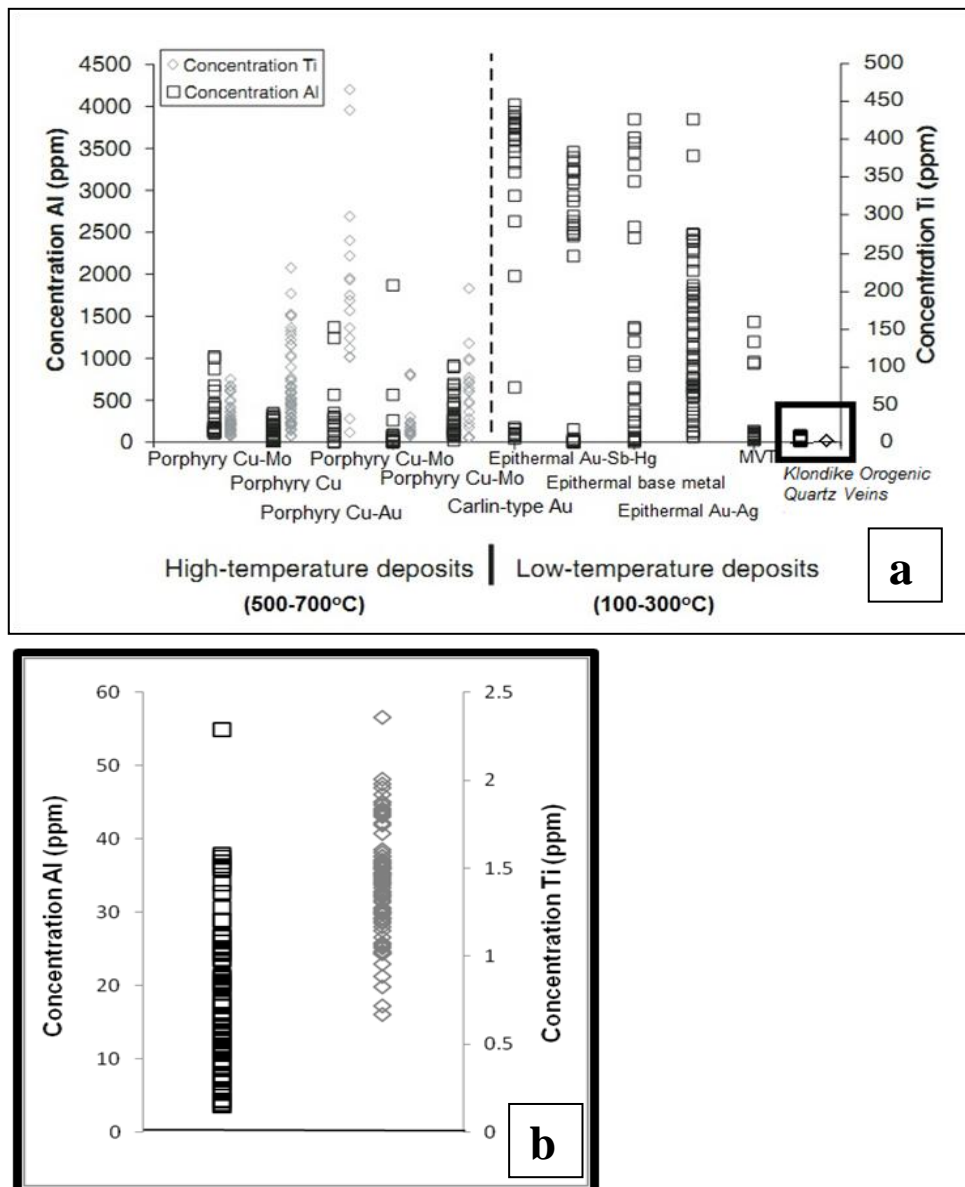 Concentration Ti
Concentration Al
4500
4000
3500
3000
2500
2000
1500
1000
500
0
Concentration Al (ppm)
500
450
400
350
300
250
200
150
100
50
0
Concentration Ti (ppm)
Porphyry Cu-Mo
Porphyry Cu
Porphyry Cu-Au
Porphyry Cu-Mo
Porphyry Cu-Mo
Carlin-type Au
Epithermal Au-Sb-Hg
Epithermal base metal
Epithermal Au-Ag
MVT
Klondike Orogenic
Quartz Veins
High-temperature deposits
(500-700°C)
Low-temperature deposits
(100-300°C)
a
60
50
40
30
20
10
0
Concentration Al (ppm)
2.5
2
1.5
1
0.5
0
Concentration Ti (ppm)
b